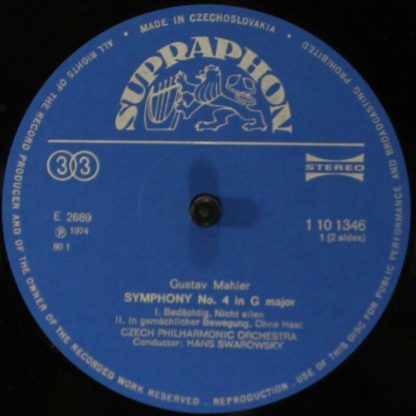 MADE IN CZECHOSLOVAKIA
ALL RIGHTS OF THE RECORD PRODUCER AND OF THE OWNER OF THE RECORDED WORK RESERVED . REPRODUCTION . USE OF THIS DISC FOR PUBLIC PERFORMANCE AND BROADCASTING PROHIBITED
SUPRAPHON
33
STEREO
E 2689
1 10 1346
℗ 1974
1 (2 sides)
80 1
Gustav Mahler
SYMPHONY No. 4 in G major
I. Bedächtig. Nicht eilen
II. In gemächlicher Bewegung. Ohne Hast
CZECH PHILHARMONIC ORCHESTRA
Conductor: HANS SWAROWSKY